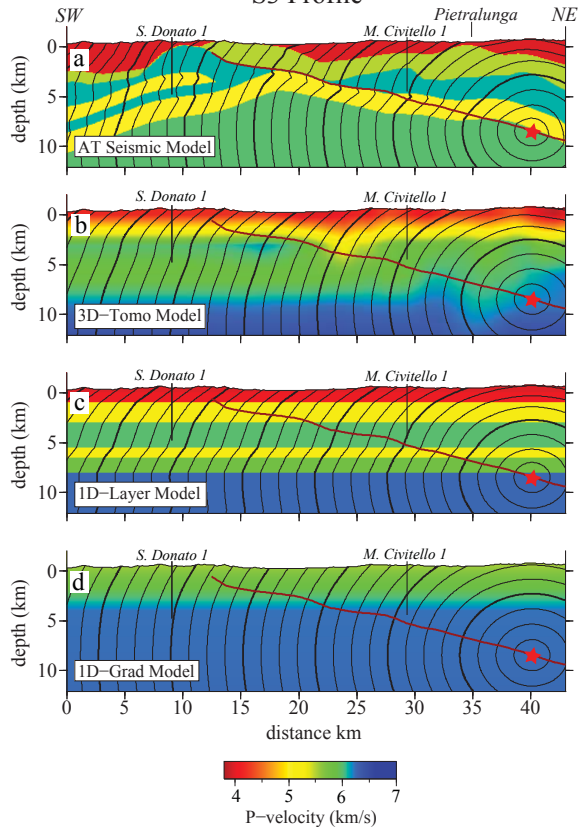 S3 Profile
SW
S. Donato 1
M. Civitello 1
Pietralunga
NE
depth (km)
0
5
10
a
AT Seismic Model
S. Donato 1
M. Civitello 1
depth (km)
0
5
10
b
3D-Tomo Model
S. Donato 1
M. Civitello 1
depth (km)
0
5
10
c
1D-Layer Model
S. Donato 1
M. Civitello 1
depth (km)
0
5
10
d
1D-Grad Model
0 5 10 15 20 25 30 35 40
distance km
4 5 6 7
P-velocity (km/s)